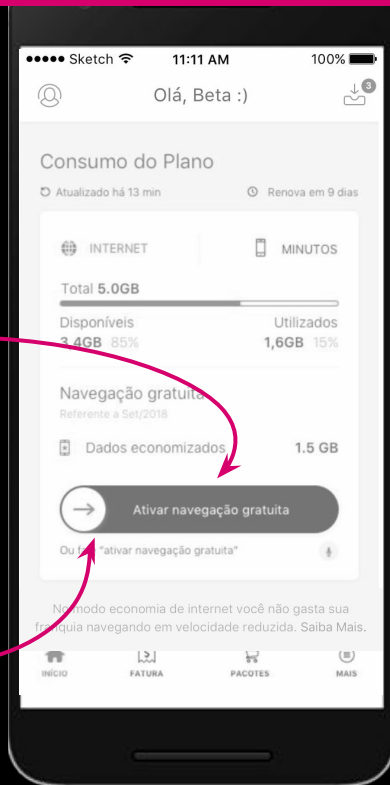 Sketch 11:11 AM 100%
Olá, Beta :)
3
Consumo do Plano
Atualizado há 13 min Renova em 9 dias
INTERNET MINUTOS
Total 5.0GB
Disponíveis Utilizados
3.4GB 85% 1,6GB 15%
Navegação gratuita
Referente a Set/2018
Dados economizados 1.5 GB
Ativar navegação gratuita
Ou "ativar navegação gratuita"
No modo economia de internet você não gasta sua
franquia navegando em velocidade reduzida. Saiba Mais.
INÍCIO FATURA PACOTES MAIS